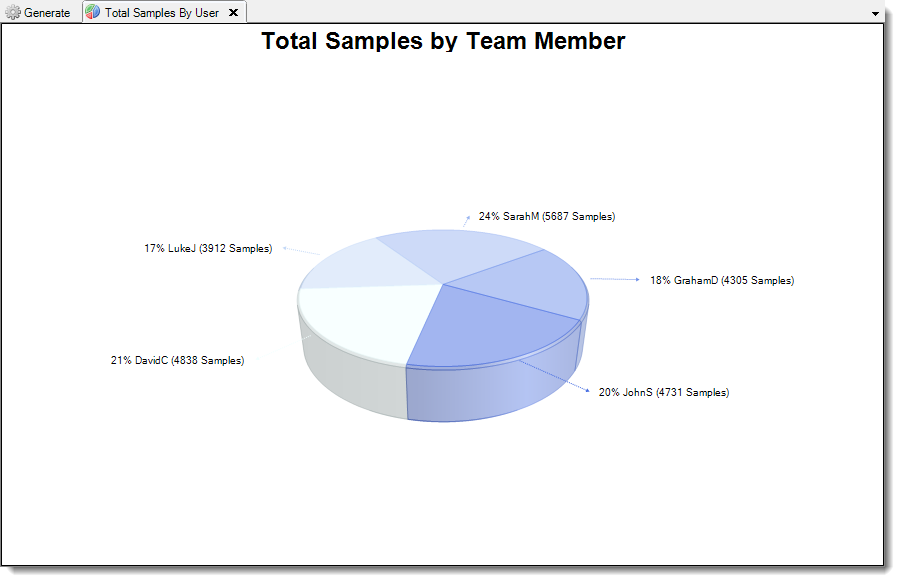 Generate
Total Samples By User
Total Samples by Team Member
24% SarahM (5687 Samples)
17% LukeJ (3912 Samples)
18% GrahamD (4305 Samples)
21% DavidC (4838 Samples)
20% JohnS (4731 Samples)